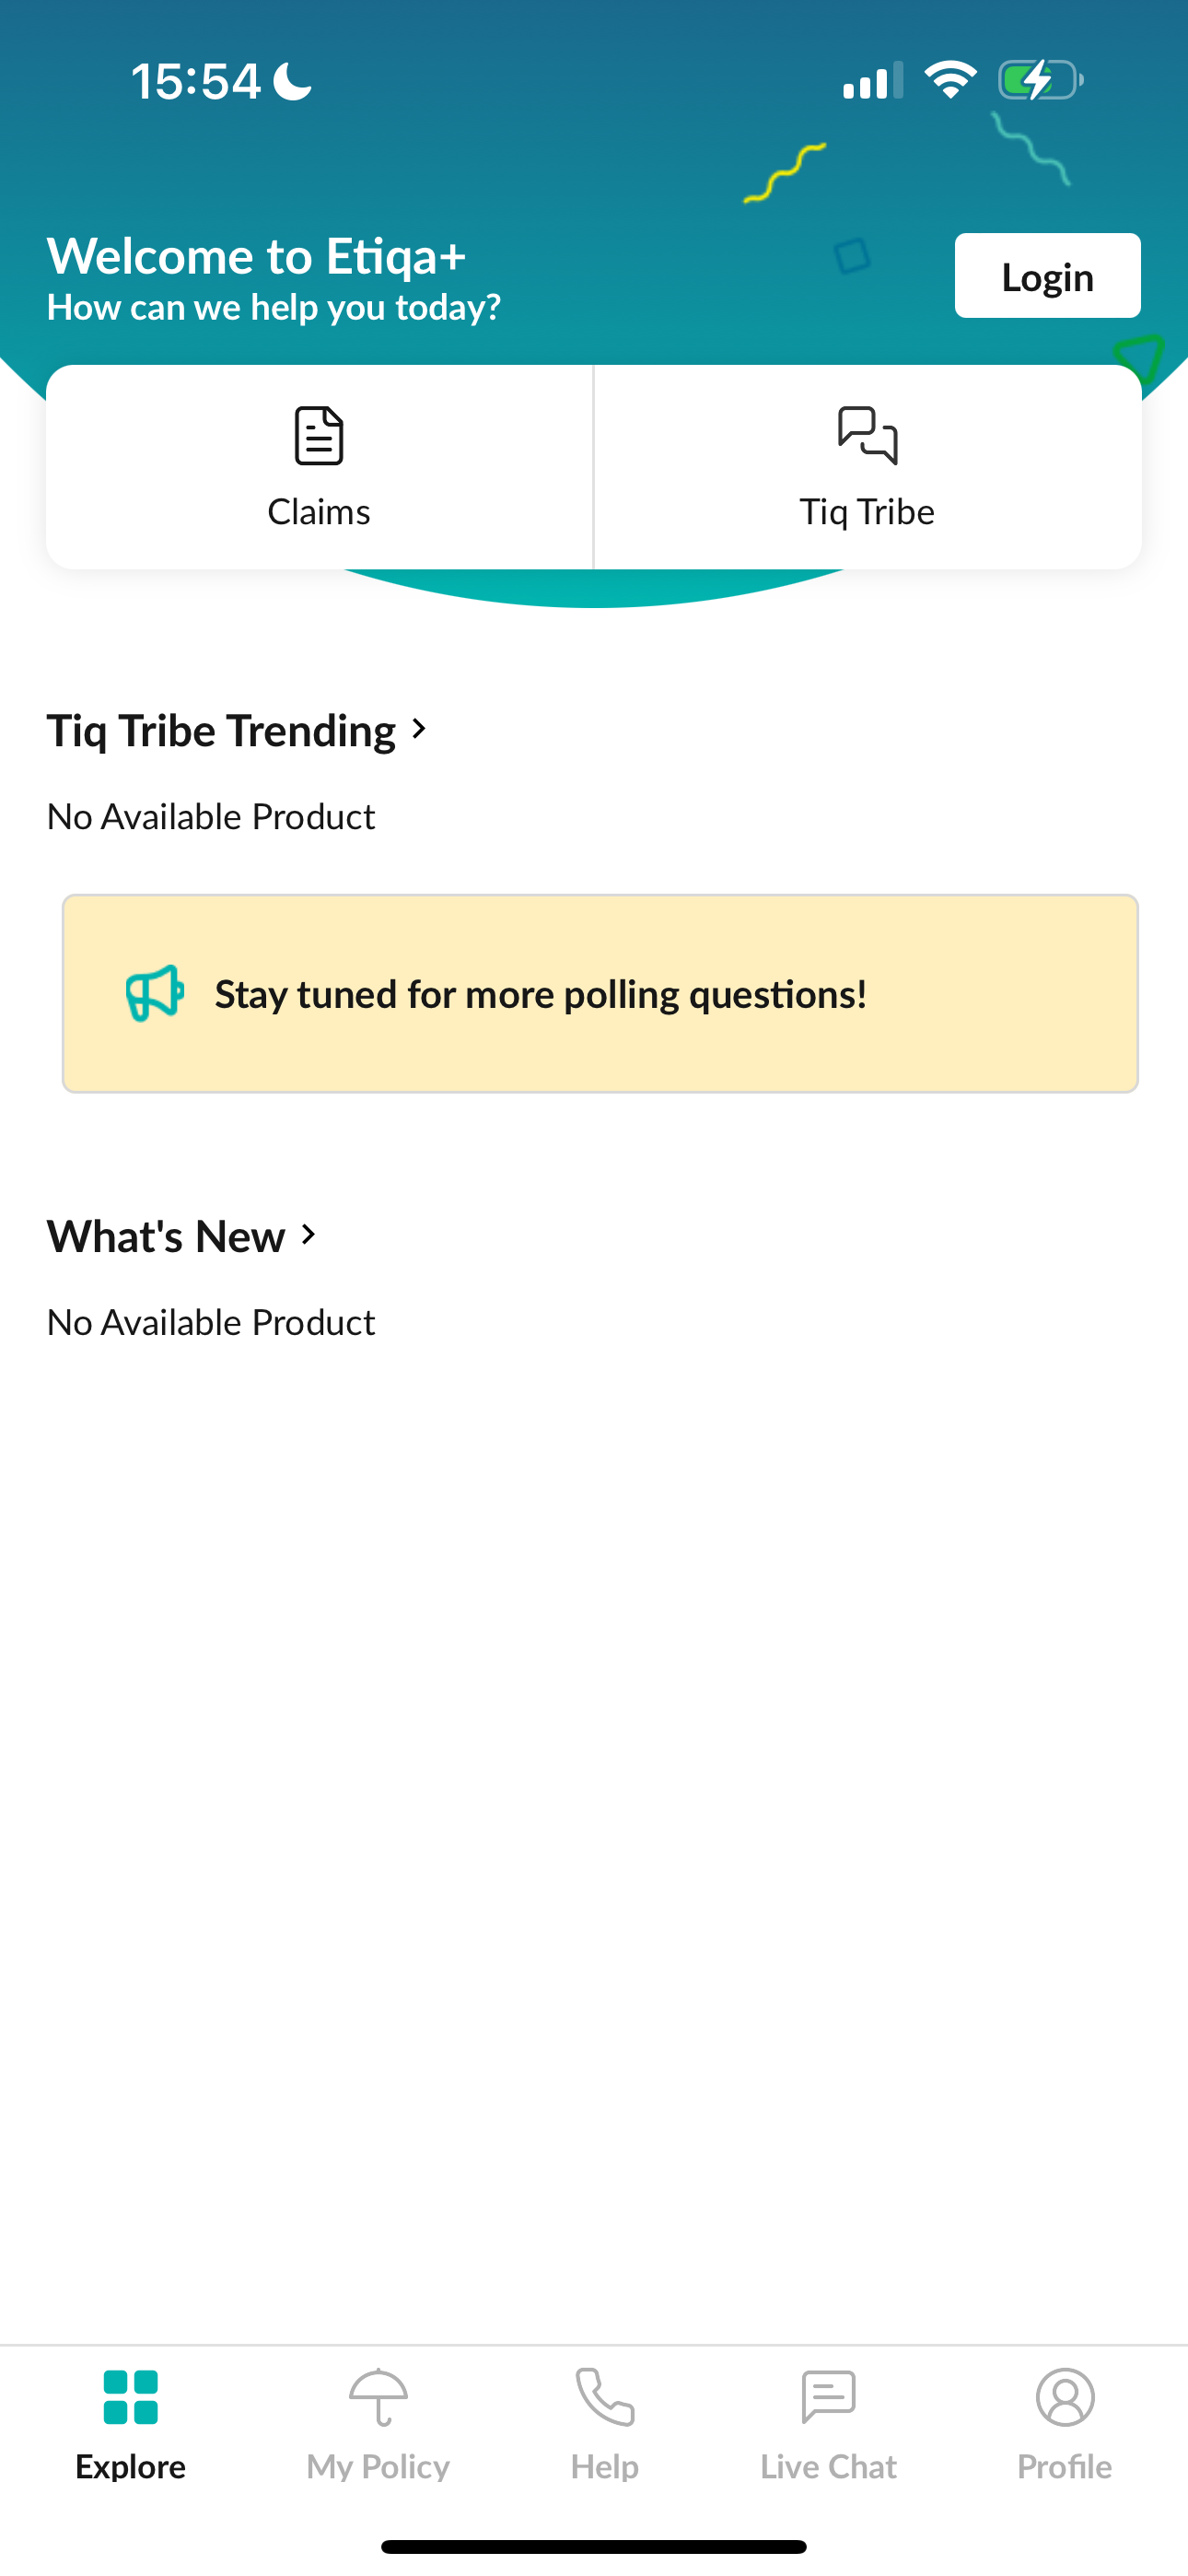 15:54
Welcome to Etiqa+
How can we help you today?
Login
Claims
Tiq Tribe
Tiq Tribe Trending
No Available Product
Stay tuned for more polling questions!
What's New
No Available Product
Explore
My Policy
Help
Live Chat
Profile